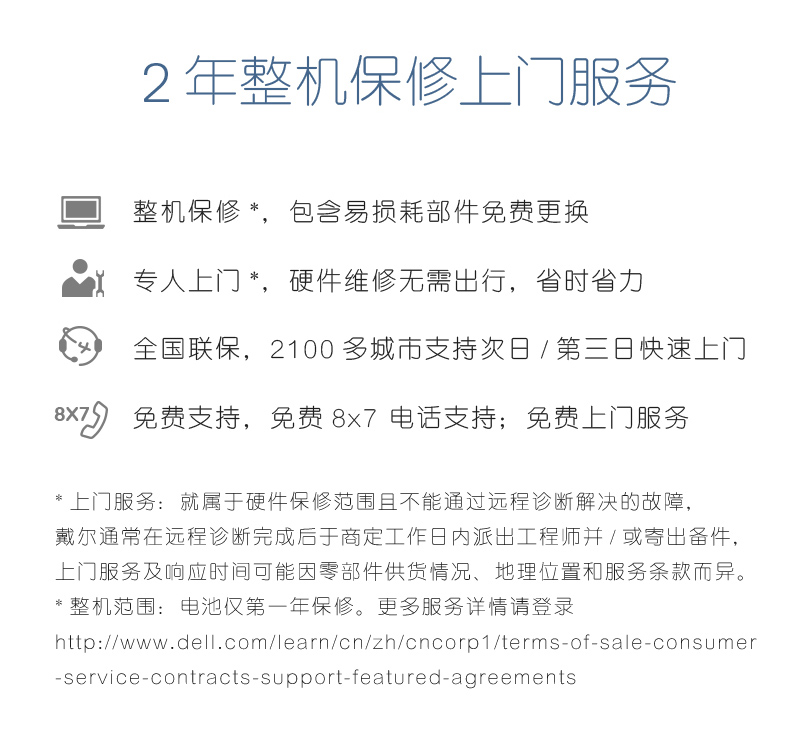 2年整机保修上门服务
整机保修*，包含易损耗部件免费更换
专人上门*，硬件维修无需出行，省时省力
全国联保，2100多城市支持次日/第三日快速上门
8X7
免费支持，免费8x7 电话支持；免费上门服务
*上门服务：就属于硬件保修范围且不能通过远程诊断解决的故障，
戴尔通常在远程诊断完成后于商定工作日内派出工程师并/或寄出备件，
上门服务及响应时间可能因零部件供货情况、地理位置和服务条款而异。
*整机范围：电池仅第一年保修。更多服务详情请登录
http://www.dell.com/learn/cn/zh/cncorp1/terms-of-sale-consumer
-service-contracts-support-featured-agreements